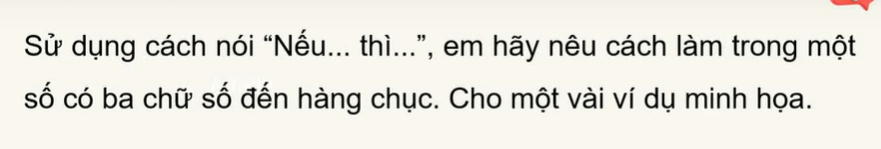 Sử dụng cách nói “Nếu... thì...”, em hãy nêu cách làm trong một
số có ba chữ số đến hàng chục. Cho một vài ví dụ minh họa.